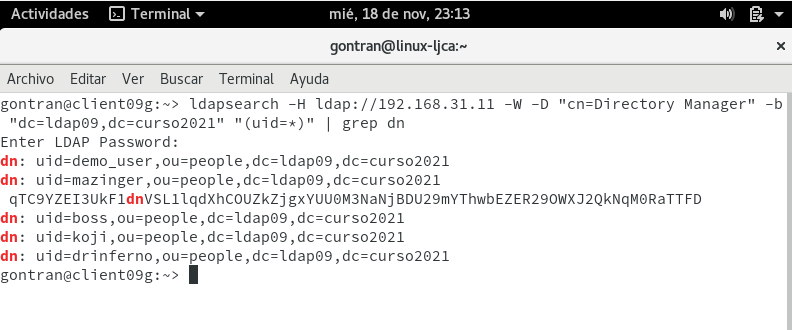 Actividades Terminal mié, 18 de nov, 23:13
gontran@linux-ljca:~
Archivo Editar Ver Buscar Terminal Ayuda
gontran@client09g:~> ldapsearch -H ldap://192.168.31.11 -W -D "cn=Directory Manager" -b
"dc=ldap09,dc=curso2021" "(uid=*)" | grep dn
Enter LDAP Password:
dn: uid=demo_user,ou=people,dc=ldap09,dc=curso2021
dn: uid=mazinger,ou=people,dc=ldap09,dc=curso2021
qTC9YZEI3UkF1dnVSL1lqdXhCOUZkZjgxYUU0M3NaNjBDU29mYThwbEZER29OWXJ2QkNqM0RaTTFD
dn: uid=boss,ou=people,dc=ldap09,dc=curso2021
dn: uid=koji,ou=people,dc=ldap09,dc=curso2021
dn: uid=drinferno,ou=people,dc=ldap09,dc=curso2021
gontran@client09g:~>